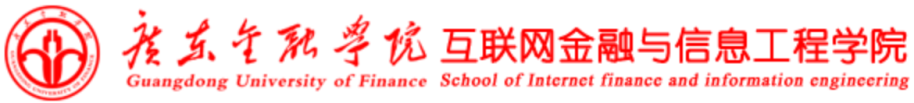 广东金融学院 互联网金融与信息工程学院
Guangdong University of Finance School of Internet finance and information engineering